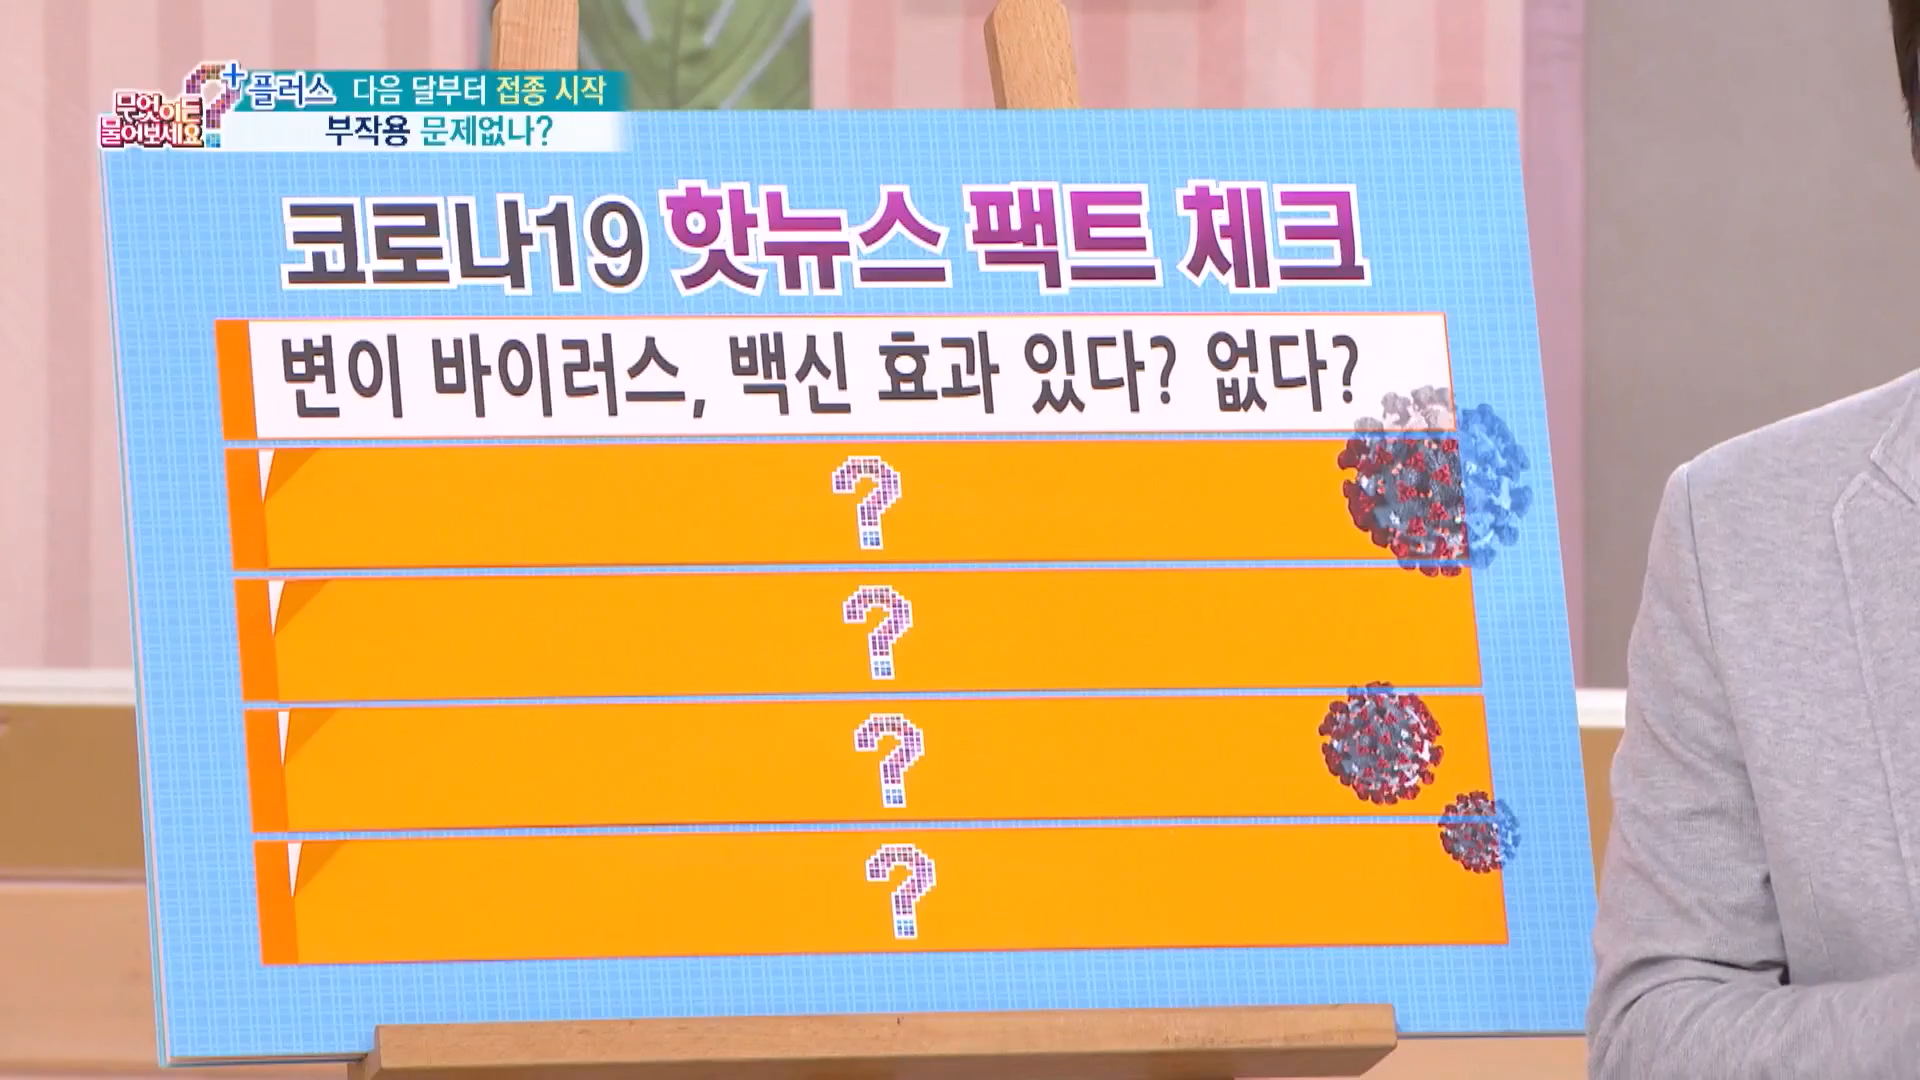 무엇이든 물어보세요 플러스 다음 달부터 접종 시작
부작용 문제없나?
코로나19 핫뉴스 팩트 체크
변이 바이러스, 백신 효과 있다? 없다?
?
?
?
?